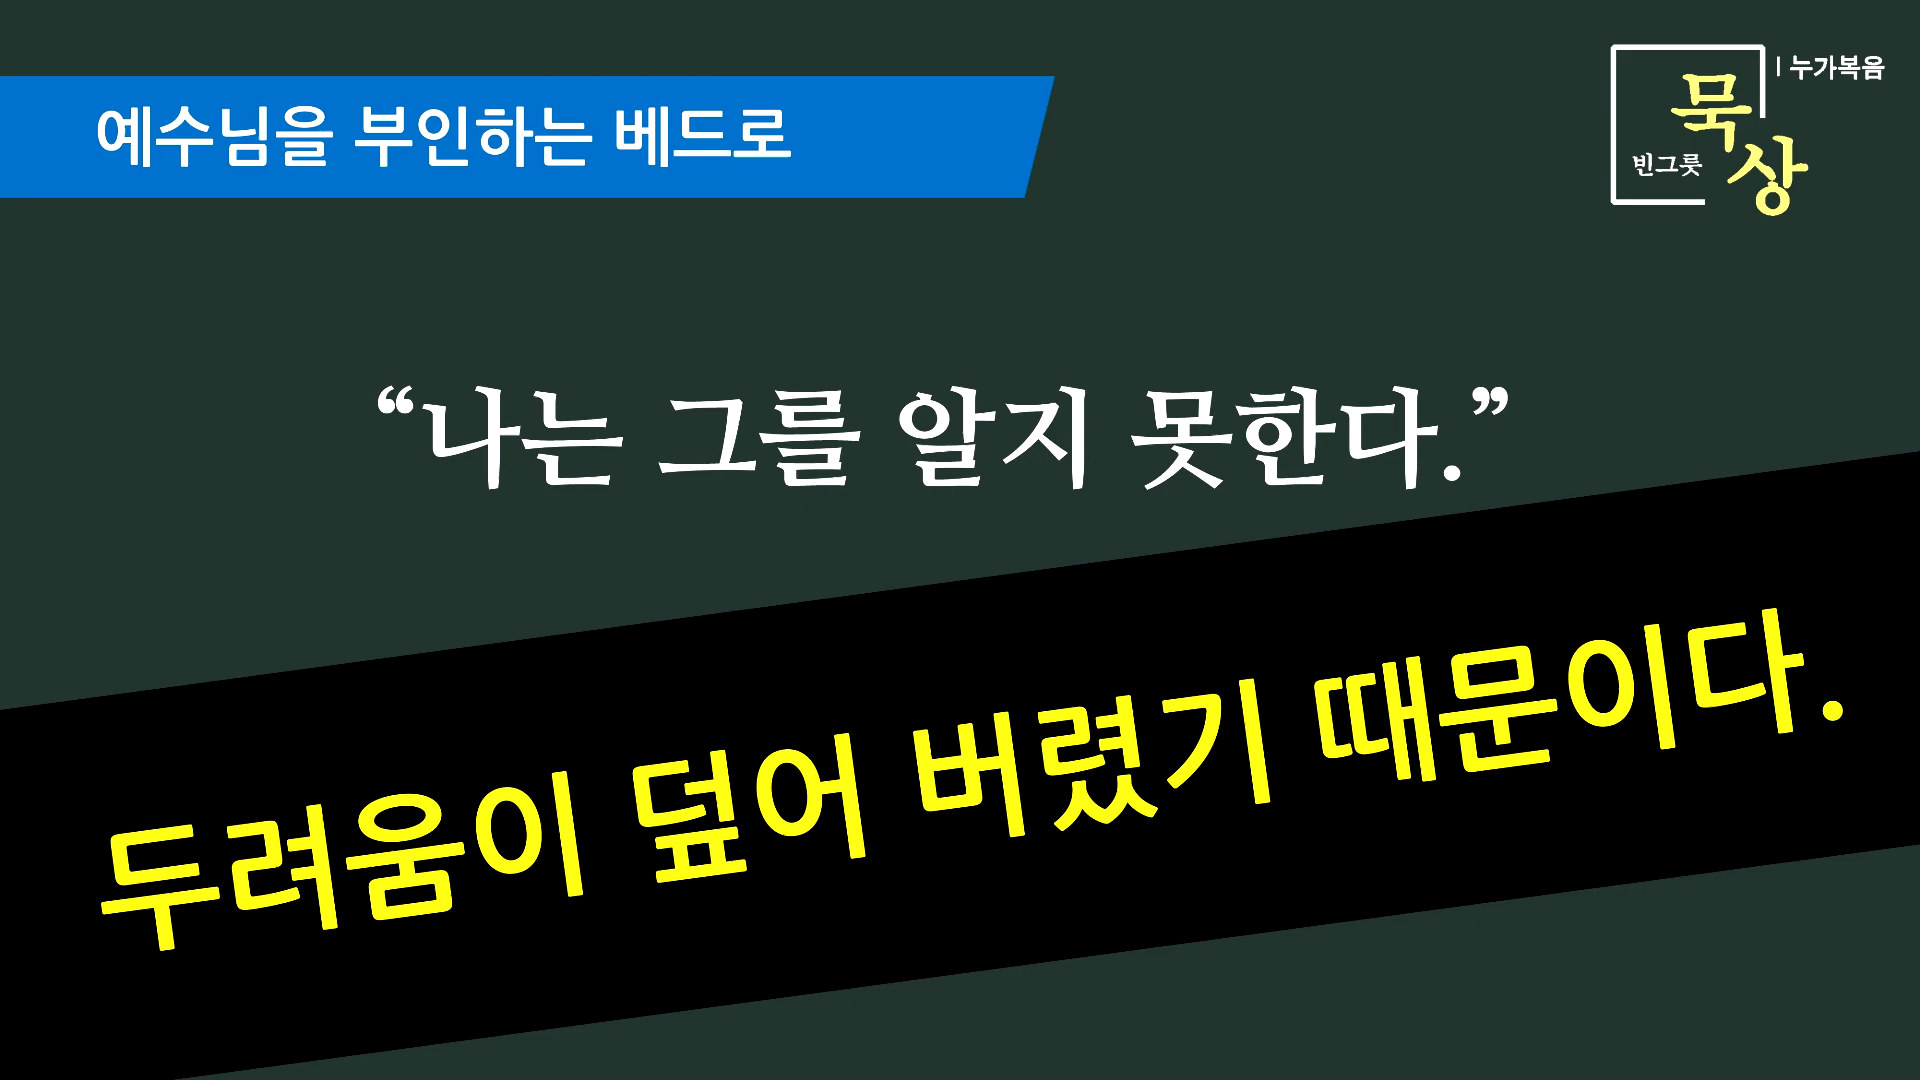 예수님을 부인하는 베드로
| 누가복음
묵상
빈그릇
“나는 그를 알지 못한다.”
두려움이 덮어 버렸기 때문이다.